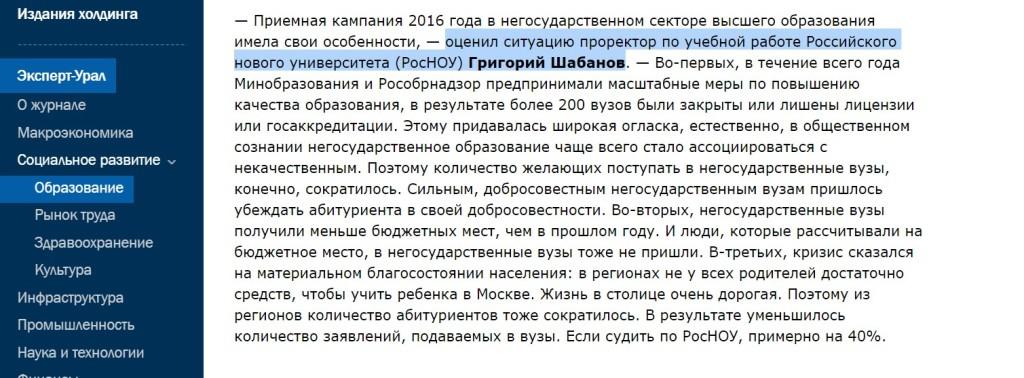 Издания холдинга
Эксперт-Урал
О журнале
Макроэкономика
Социальное развитие
Образование
Рынок труда
Здравоохранение
Культура
Инфраструктура
Промышленность
Наука и технологии
Финансы
— Приемная кампания 2016 года в негосударственном секторе высшего образования
имела свои особенности, — оценил ситуацию проректор по учебной работе Российского
нового университета (РосНОУ) Григорий Шабанов. — Во-первых, в течение всего года
Минобразования и Рособрнадзор предпринимали масштабные меры по повышению
качества образования, в результате более 200 вузов были закрыты или лишены лицензии
или госаккредитации. Этому придавалась широкая огласка, естественно, в общественном
сознании негосударственное образование чаще всего стало ассоциироваться с
некачественным. Поэтому количество желающих поступать в негосударственные вузы,
конечно, сократилось. Сильным, добросовестным негосударственным вузам пришлось
убеждать абитуриента в своей добросовестности. Во-вторых, негосударственные вузы
получили меньше бюджетных мест, чем в прошлом году. И люди, которые рассчитывали на
бюджетное место, в негосударственные вузы тоже не пришли. В-третьих, кризис сказался
на материальном благосостоянии населения: в регионах не у всех родителей достаточно
средств, чтобы учить ребенка в Москве. Жизнь в столице очень дорогая. Поэтому из
регионов количество абитуриентов тоже сократилось. В результате уменьшилось
количество заявлений, подаваемых в вузы. Если судить по РосНОУ, примерно на 40%.